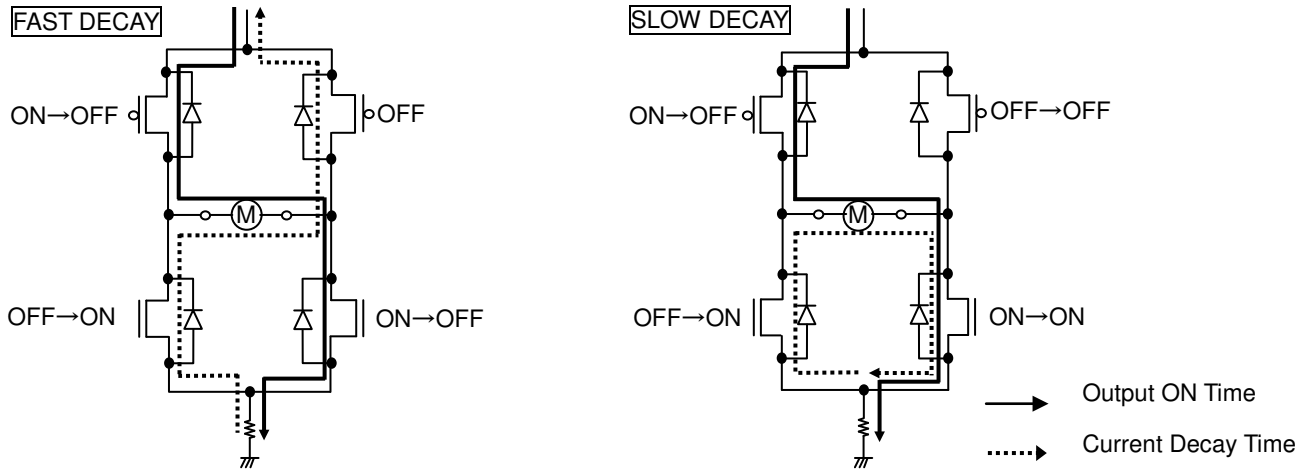 FAST DECAY
ON→OFF
OFF
M
OFF→ON
ON→OFF
SLOW DECAY
ON→OFF
OFF→OFF
M
OFF→ON
ON→ON
Output ON Time
Current Decay Time